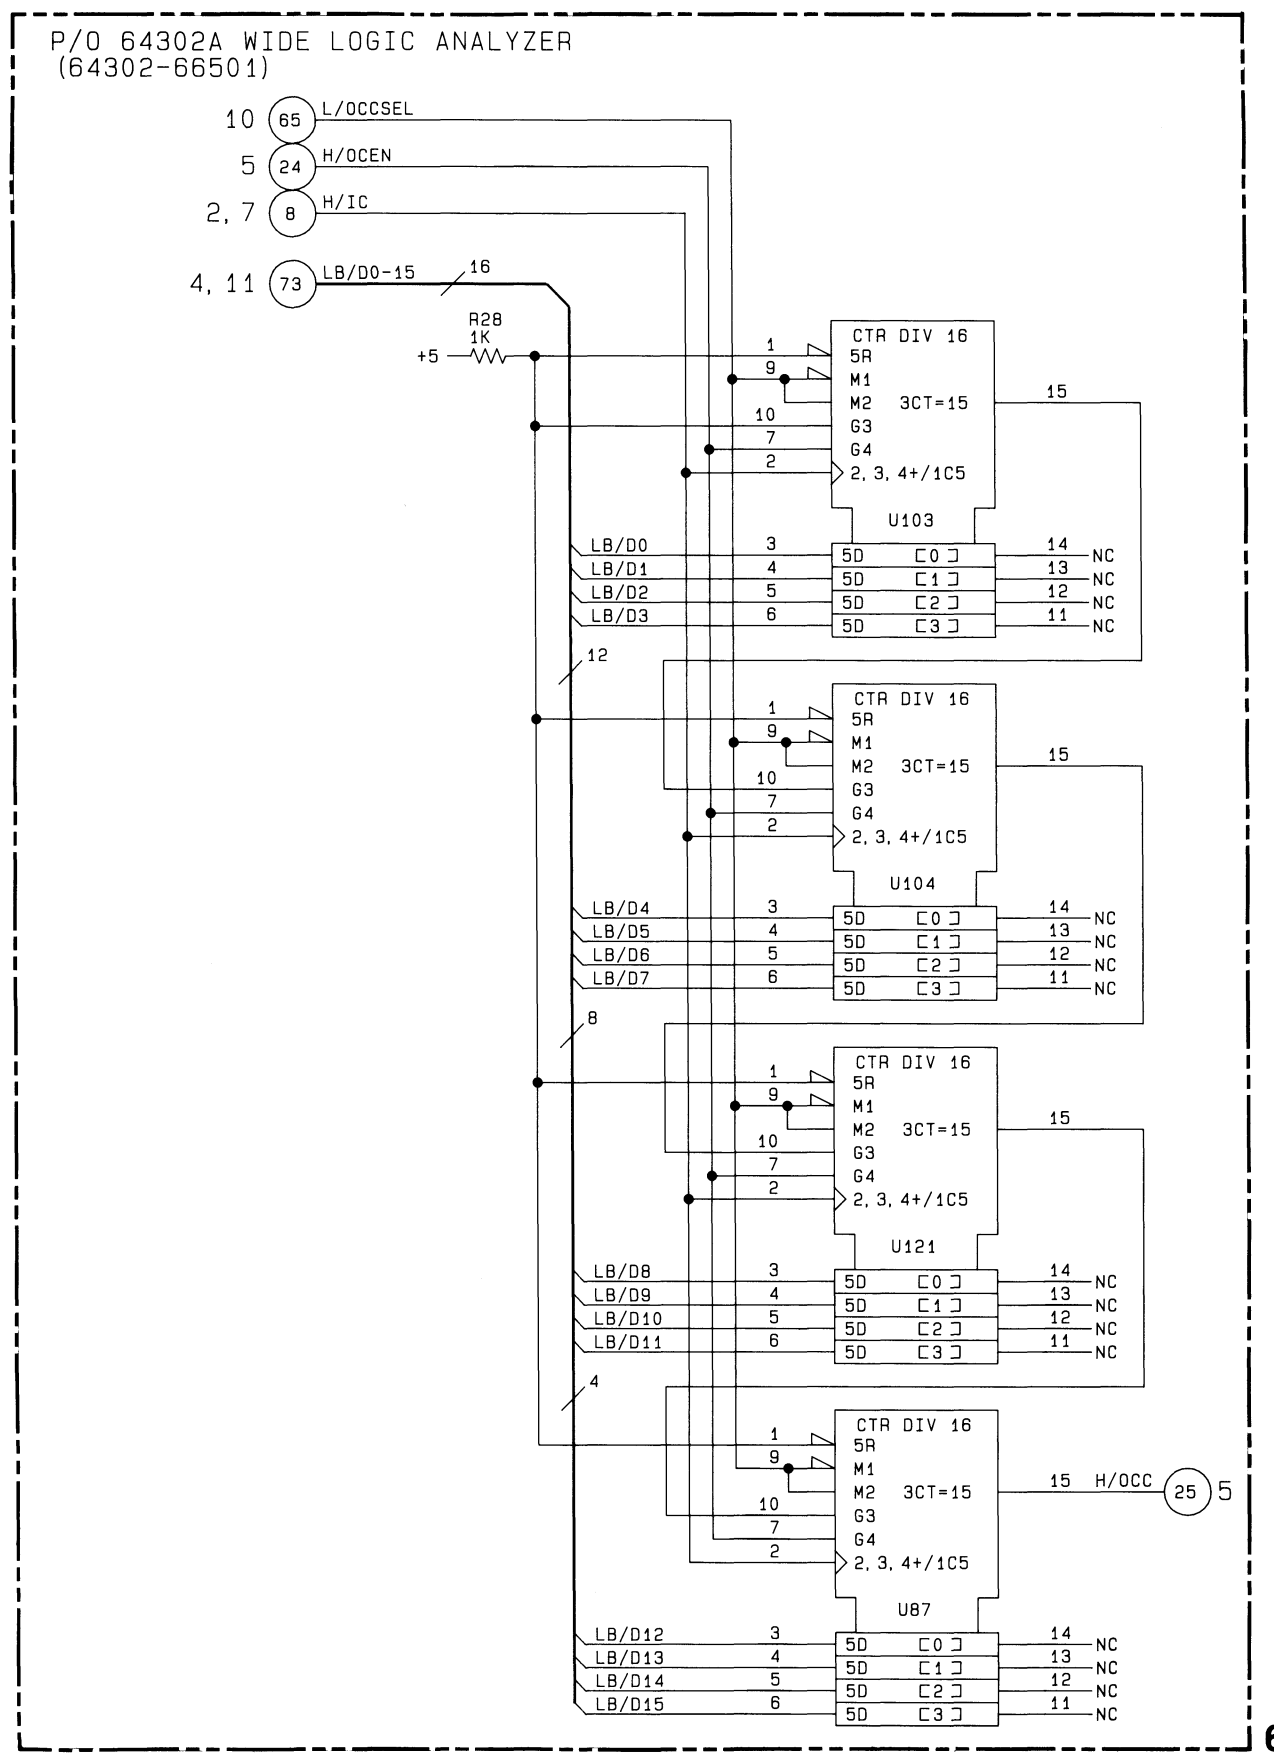 P/O 64302A WIDE LOGIC ANALYZER
(64302-66501)
10 65 L/OCCSEL
5 24 H/OCEN
2, 7 8 H/IC
4, 11 73 LB/D0-15 16
R28
1K
+5
CTR DIV 16
1 5R
9 M1
M2 3CT=15 15
10 G3
7 G4
2 2, 3, 4+/1C5
U103
LB/D0 3 5D [0] 14 NC
LB/D1 4 5D [1] 13 NC
LB/D2 5 5D [2] 12 NC
LB/D3 6 5D [3] 11 NC
12
CTR DIV 16
1 5R
9 M1
M2 3CT=15 15
10 G3
7 G4
2 2, 3, 4+/1C5
U104
LB/D4 3 5D [0] 14 NC
LB/D5 4 5D [1] 13 NC
LB/D6 5 5D [2] 12 NC
LB/D7 6 5D [3] 11 NC
8
CTR DIV 16
1 5R
9 M1
M2 3CT=15 15
10 G3
7 G4
2 2, 3, 4+/1C5
U121
LB/D8 3 5D [0] 14 NC
LB/D9 4 5D [1] 13 NC
LB/D10 5 5D [2] 12 NC
LB/D11 6 5D [3] 11 NC
4
CTR DIV 16
1 5R
9 M1
M2 3CT=15 15 H/OCC 25 5
10 G3
7 G4
2 2, 3, 4+/1C5
U87
LB/D12 3 5D [0] 14 NC
LB/D13 4 5D [1] 13 NC
LB/D14 5 5D [2] 12 NC
LB/D15 6 5D [3] 11 NC